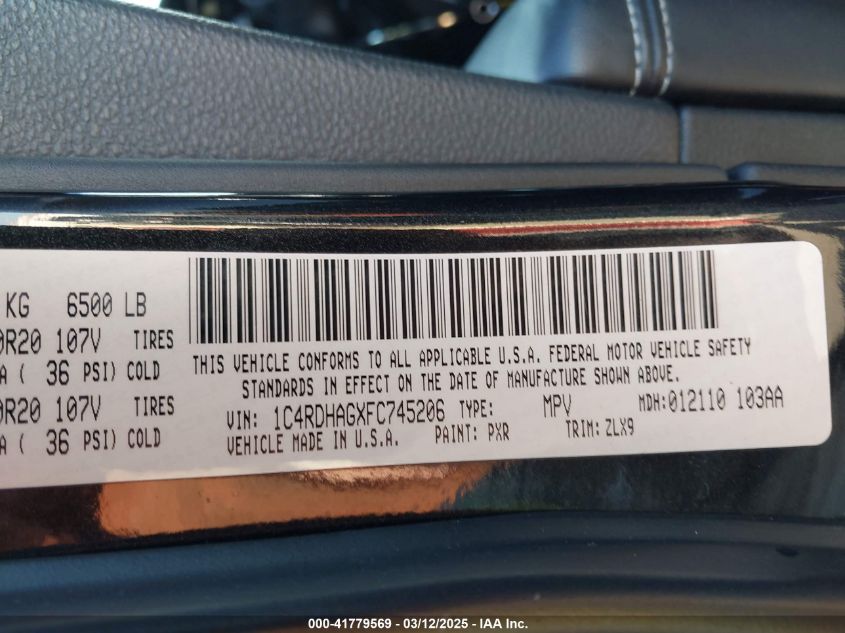 KG 6500 LB
0R20 107V TIRES
A ( 36 PSI) COLD
0R20 107V TIRES
A ( 36 PSI) COLD
THIS VEHICLE CONFORMS TO ALL APPLICABLE U.S.A. FEDERAL MOTOR VEHICLE SAFETY
STANDARDS IN EFFECT ON THE DATE OF MANUFACTURE SHOWN ABOVE.
VIN: 1C4RDHAGXFC745206 TYPE: MPV MDH:012110 103AA
VEHICLE MADE IN U.S.A. PAINT: PXR TRIM: ZLX9
000-41779569 - 03/12/2025 - IAA Inc.